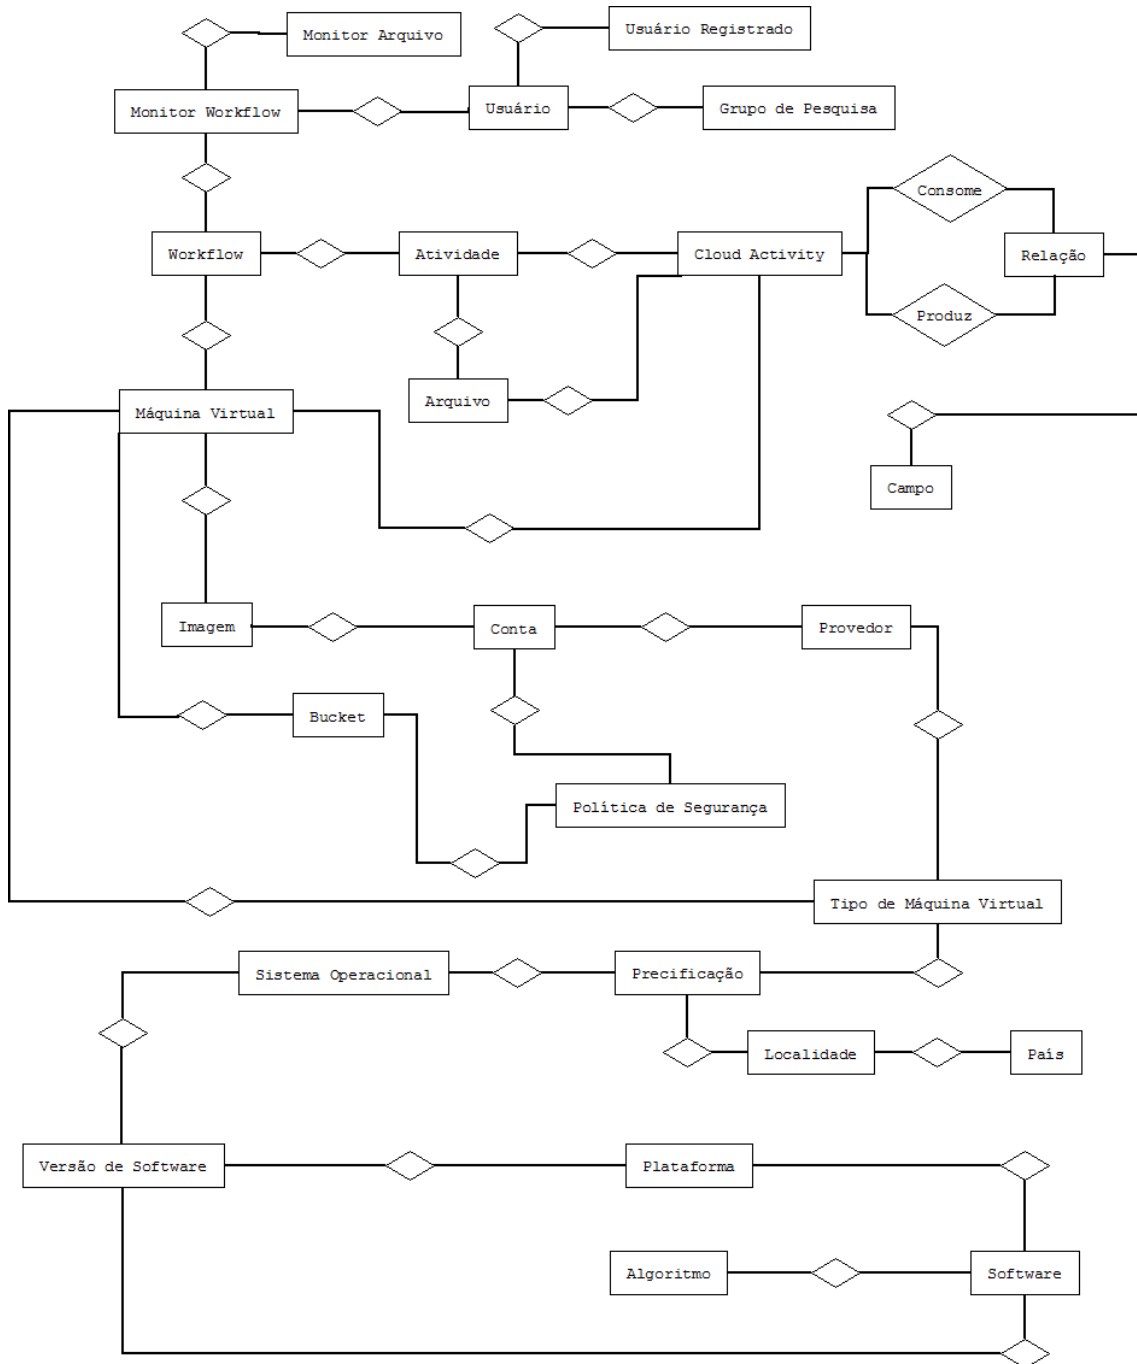 Monitor Arquivo
Usuário Registrado
Monitor Workflow
Usuário
Grupo de Pesquisa
Consome
Workflow
Atividade
Cloud Activity
Relação
Produz
Máquina Virtual
Arquivo
Campo
Imagem
Conta
Provedor
Bucket
Política de Segurança
Tipo de Máquina Virtual
Sistema Operacional
Precificação
Localidade
País
Versão de Software
Plataforma
Algoritmo
Software